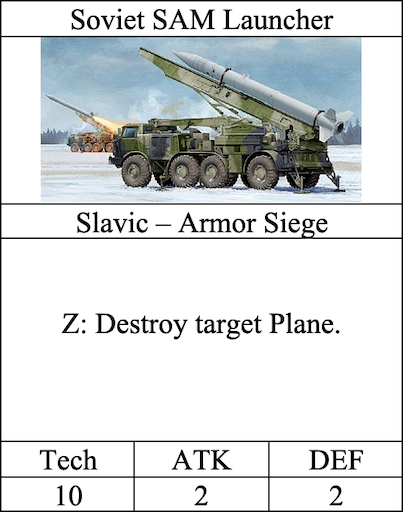 Soviet SAM Launcher
Slavic – Armor Siege
Z: Destroy target Plane.
Tech ATK DEF
10 2 2